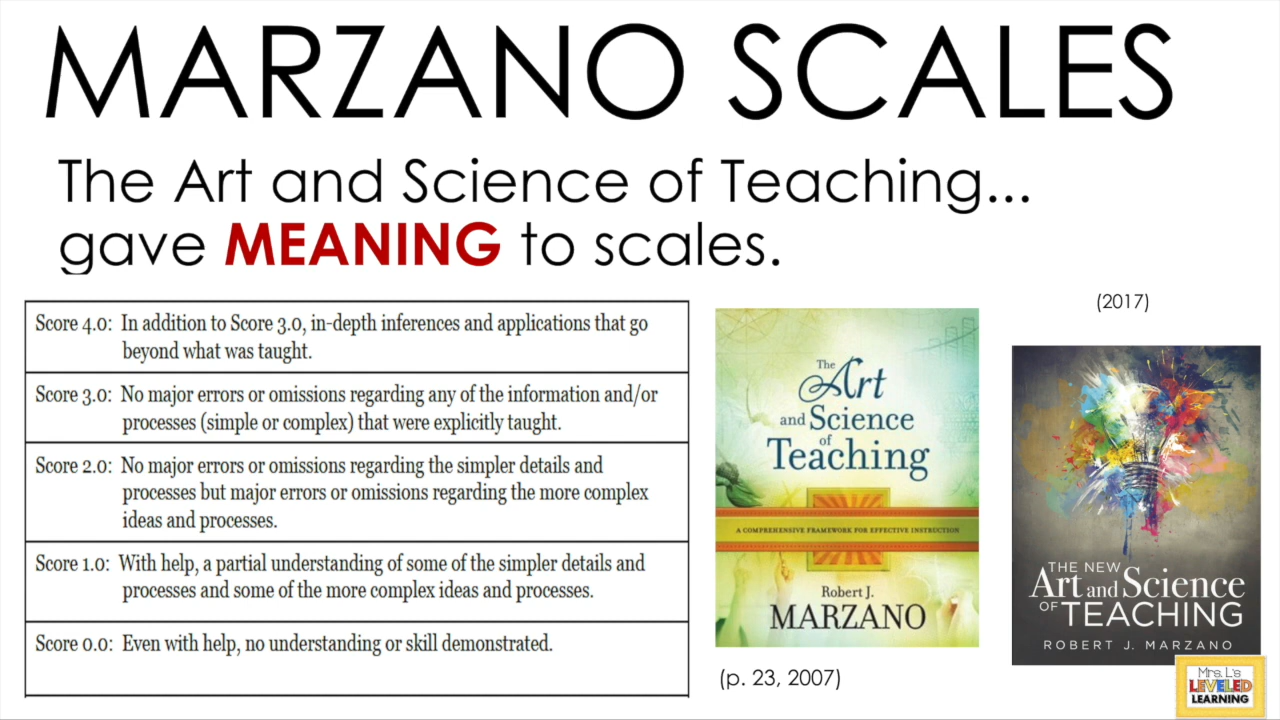 MARZANO SCALES
The Art and Science of Teaching...
gave MEANING to scales.
Score 4.0: In addition to Score 3.0, in-depth inferences and applications that go
beyond what was taught.
Score 3.0: No major errors or omissions regarding any of the information and/or
processes (simple or complex) that were explicitly taught.
Score 2.0: No major errors or omissions regarding the simpler details and
processes but major errors or omissions regarding the more complex
ideas and processes.
Score 1.0: With help, a partial understanding of some of the simpler details and
processes and some of the more complex ideas and processes.
Score 0.0: Even with help, no understanding or skill demonstrated.
The
Art
and Science
of
Teaching
A COMPREHENSIVE FRAMEWORK FOR EFFECTIVE INSTRUCTION
Robert J.
MARZANO
(p. 23, 2007)
(2017)
THE NEW
Art and Science
OF TEACHING
ROBERT J. MARZANO
Mrs. L's
LEVELED
LEARNING